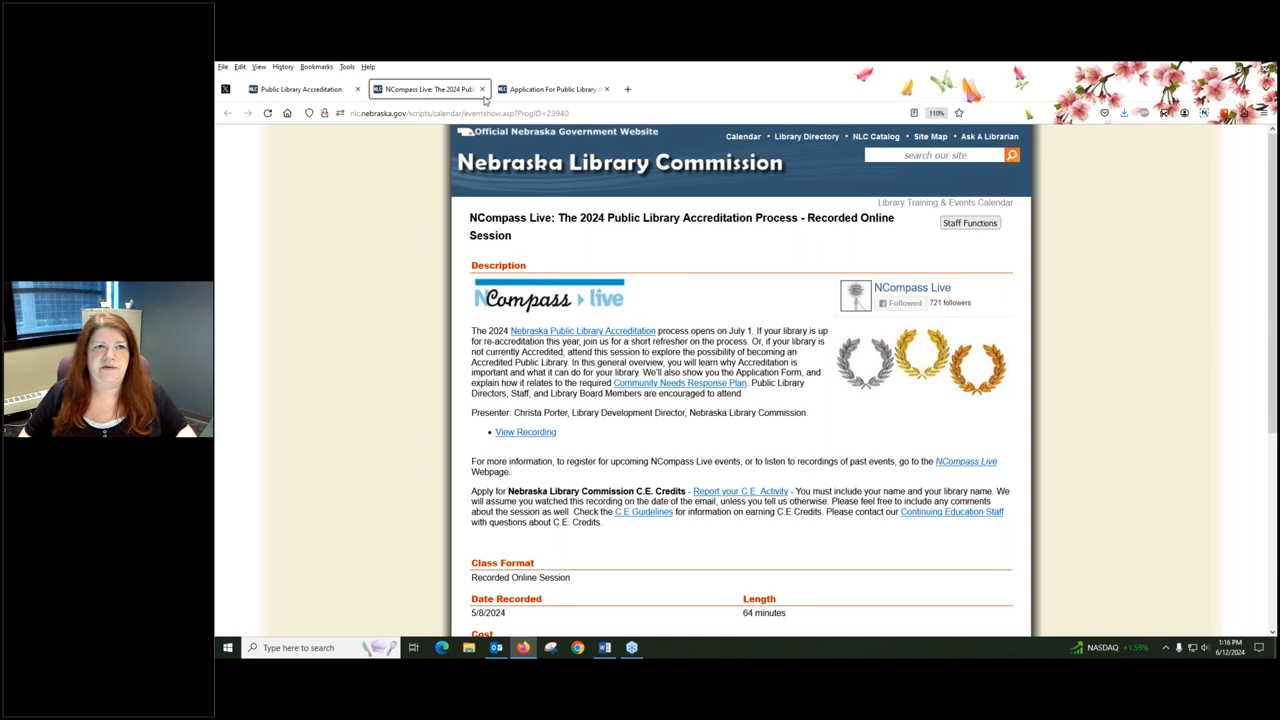 File Edit View History Bookmarks Tools Help
Public Library Accreditation
NCompass Live: The 2024 Publ
Application For Public Library A
nlc.nebraska.gov/scripts/calendar/eventshow.asp?ProgID=23940
110%
Official Nebraska Government Website
Calendar • Library Directory • NLC Catalog • Site Map • Ask A Librarian
Nebraska Library Commission
search our site
Library Training & Events Calendar
NCompass Live: The 2024 Public Library Accreditation Process - Recorded Online
Session
Staff Functions
Description
NCompass live
NCompass Live
Followed 721 followers
The 2024 Nebraska Public Library Accreditation process opens on July 1. If your library is up
for re-accreditation this year, join us for a short refresher on the process. Or, if your library is
not currently Accredited, attend this session to explore the possibility of becoming an
Accredited Public Library. In this general overview, you will learn why Accreditation is
important and what it can do for your library. We'll also show you the Application Form, and
explain how it relates to the required Community Needs Response Plan. Public Library
Directors, Staff, and Library Board Members are encouraged to attend.
Presenter: Christa Porter, Library Development Director, Nebraska Library Commission.
• View Recording
For more information, to register for upcoming NCompass Live events, or to listen to recordings of past events, go to the NCompass Live
Webpage.
Apply for Nebraska Library Commission C.E. Credits - Report your C.E. Activity - You must include your name and your library name. We
will assume you watched this recording on the date of the email, unless you tell us otherwise. Please feel free to include any comments
about the session as well. Check the C.E Guidelines for information on earning C.E Credits. Please contact our Continuing Education Staff
with questions about C.E. Credits.
Class Format
Recorded Online Session
Date Recorded Length
5/8/2024 64 minutes
Cost
Type here to search
NASDAQ +1.59%
1:16 PM
6/12/2024